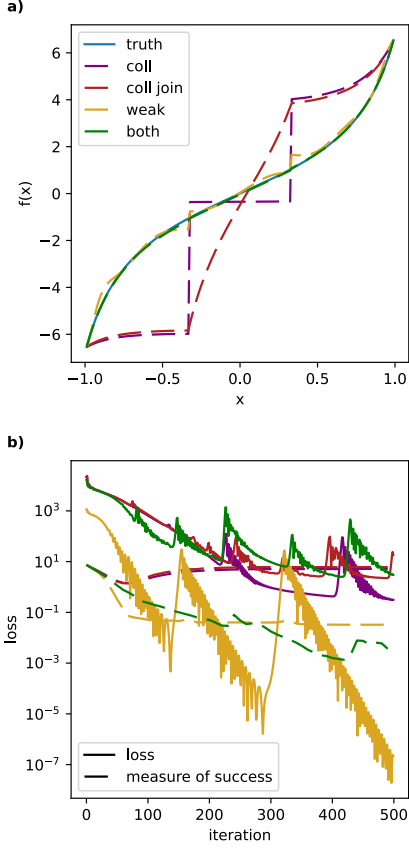 a)
6
4
2
0
−2
−4
−6
f(x)
truth
coll
coll join
weak
both
−1.0
−0.5
0.0
0.5
1.0
x
b)
10³
10¹
10⁻¹
10⁻³
10⁻⁵
10⁻⁷
loss
loss
measure of success
0
100
200
300
400
500
iteration